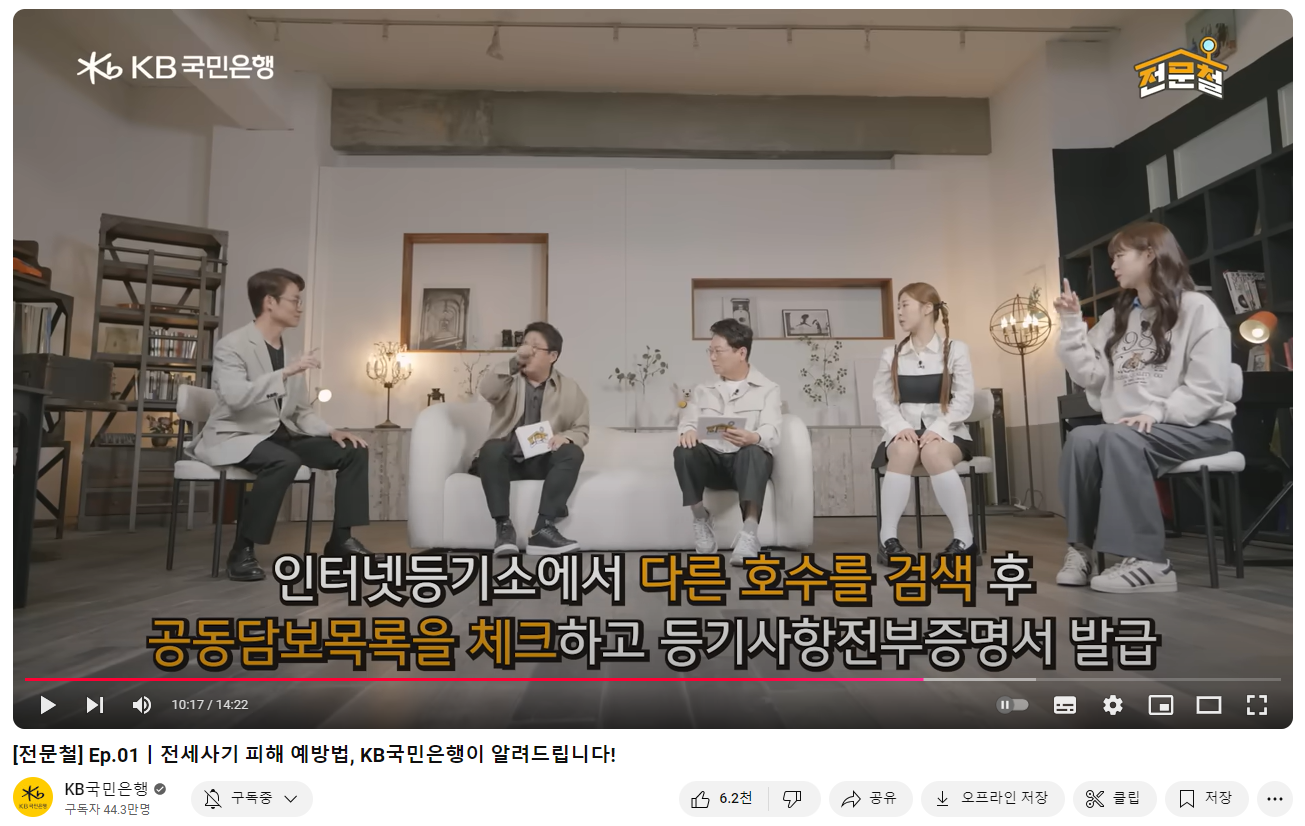 KB국민은행
전문철
인터넷등기소에서 다른 호수를 검색 후
공동담보목록을 체크하고 등기사항전부증명서 발급
10:17 / 14:22
[전문철] Ep.01 | 전세사기 피해 예방법, KB국민은행이 알려드립니다!
KB국민은행
구독자 44.3만명
구독중
6.2천
공유
오프라인 저장
클립
저장